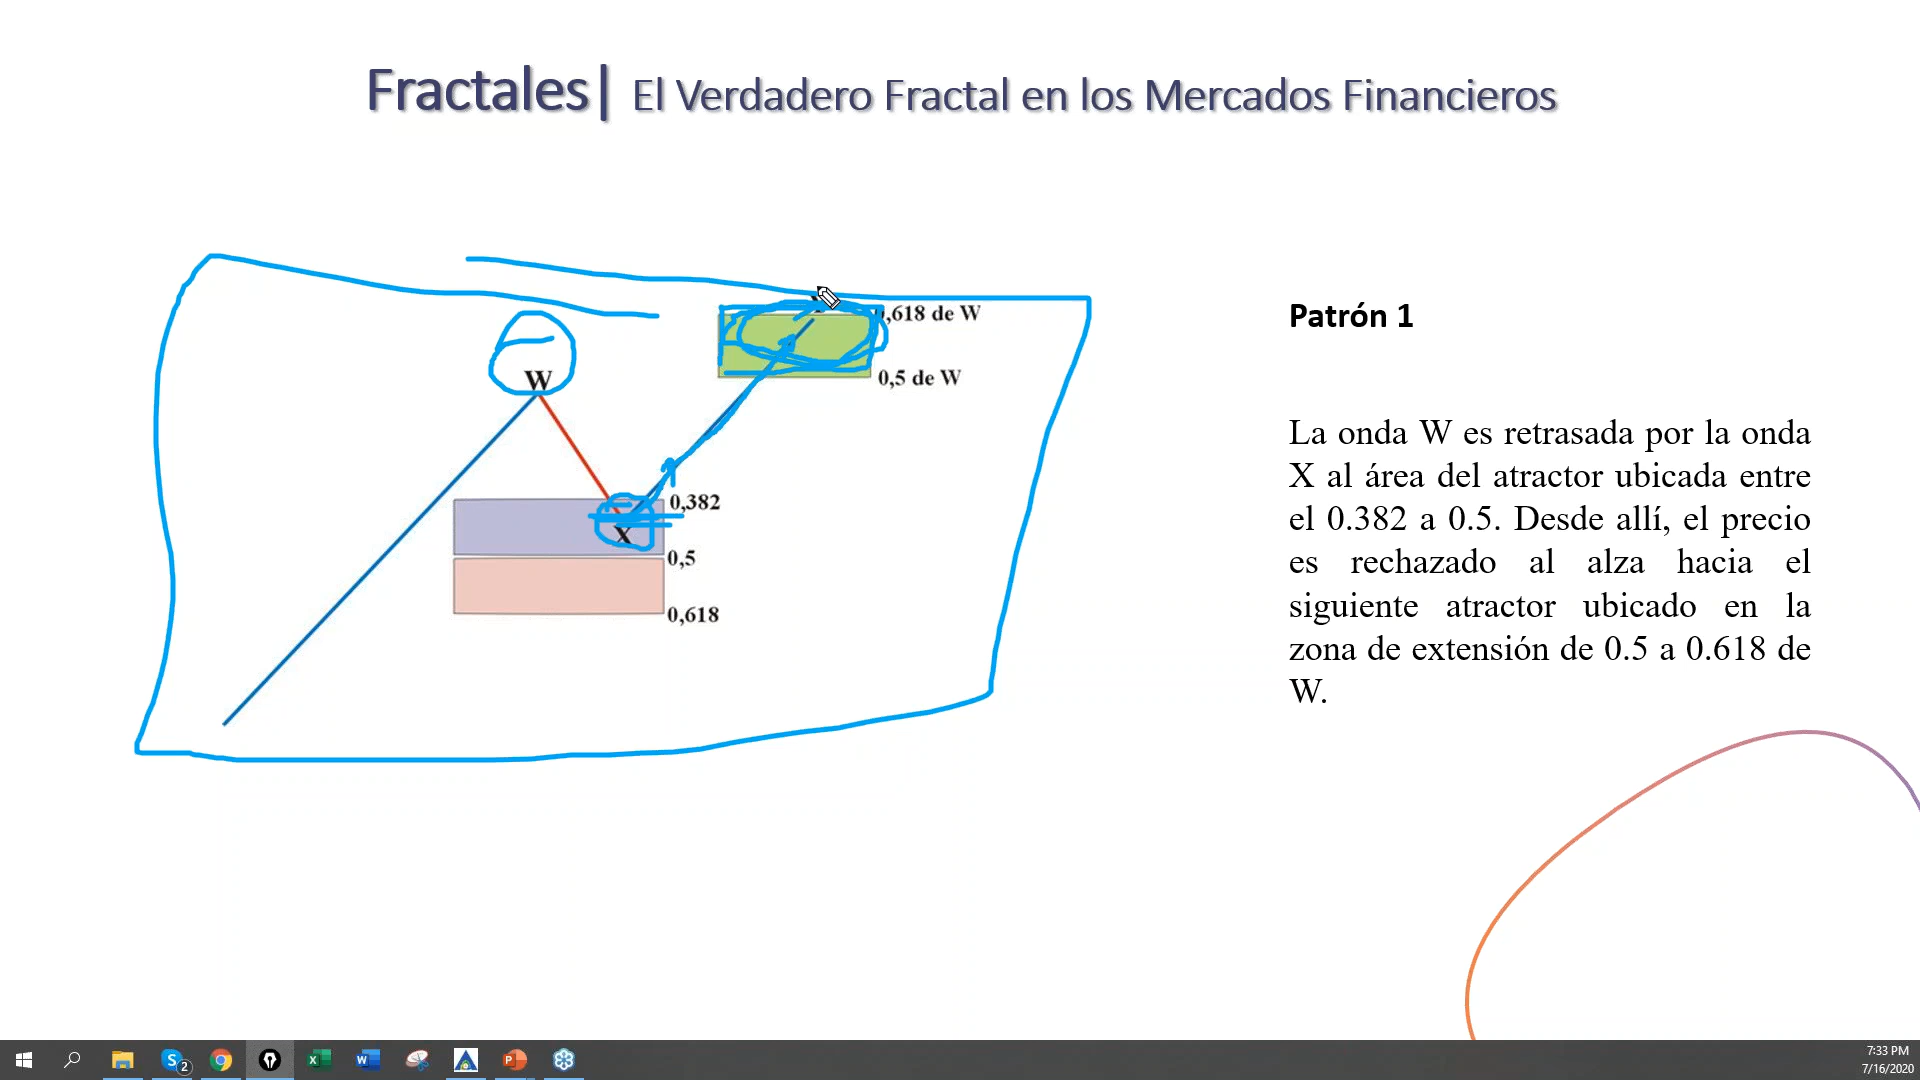 Fractales| El Verdadero Fractal en los Mercados Financieros
,618 de W
Patrón 1
W
0,5 de W
La onda W es retrasada por la onda
X al área del atractor ubicada entre
0,382
el 0.382 a 0.5. Desde allí, el precio
X
0,5
es rechazado al alza hacia el
siguiente atractor ubicado en la
0,618
zona de extensión de 0.5 a 0.618 de
W.
7:33 PM
7/16/2020
2